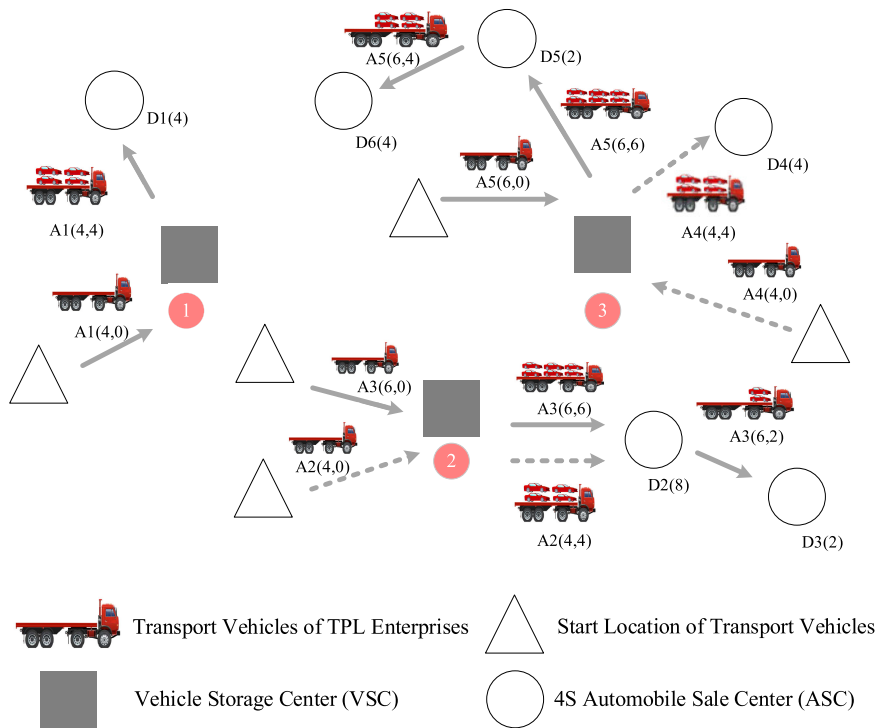 A5(6,4)
D5(2)
D1(4)
D6(4)
A5(6,6)
D4(4)
A5(6,0)
A1(4,4)
A4(4,4)
A4(4,0)
1
3
A1(4,0)
A3(6,0)
A3(6,6)
A3(6,2)
A2(4,0)
2
D2(8)
A2(4,4)
D3(2)
Transport Vehicles of TPL Enterprises
Start Location of Transport Vehicles
Vehicle Storage Center (VSC)
4S Automobile Sale Center (ASC)